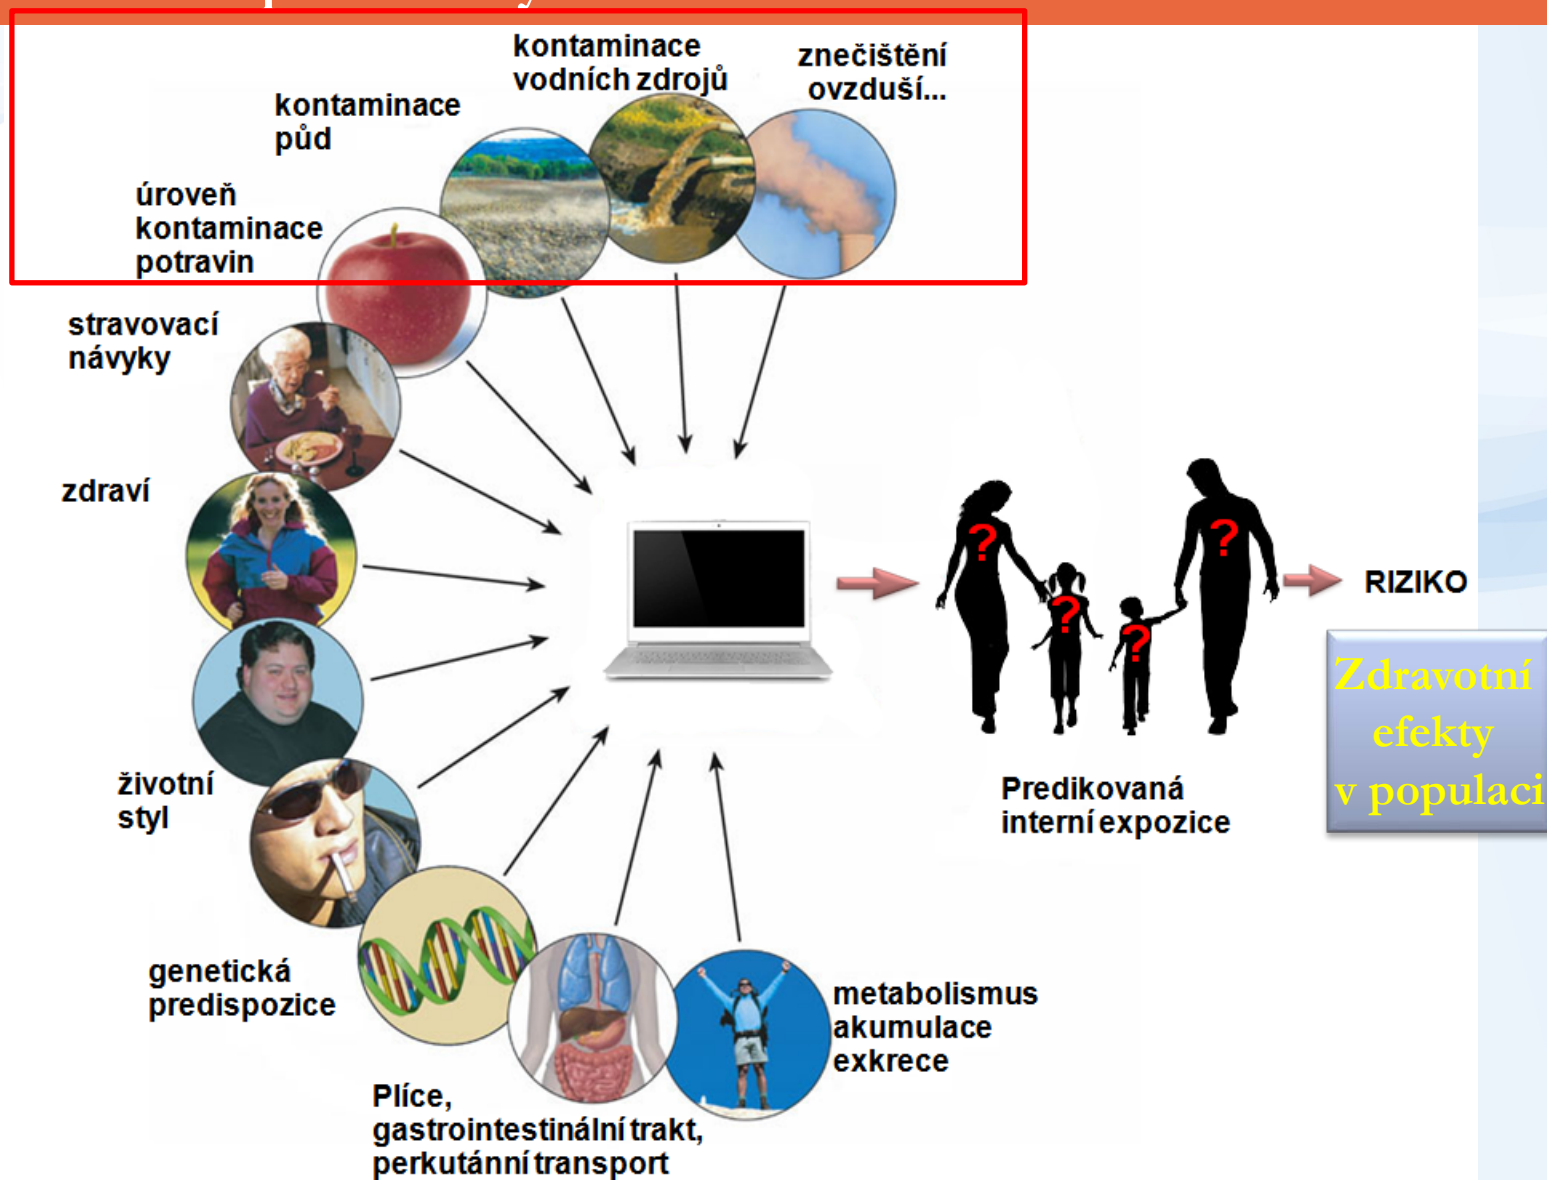 kontaminace
vodních zdrojů
znečištění
ovzduší...
kontaminace
půd
úroveň
kontaminace
potravin
stravovací
návyky
zdraví
životní
styl
genetická
predispozice
Plíce,
gastrointestinální trakt,
perkutánní transport
metabolismus
akumulace
exkrece
?
?
?
?
Predikovaná
interní expozice
RIZIKO
Zdravotní
efekty
v populaci